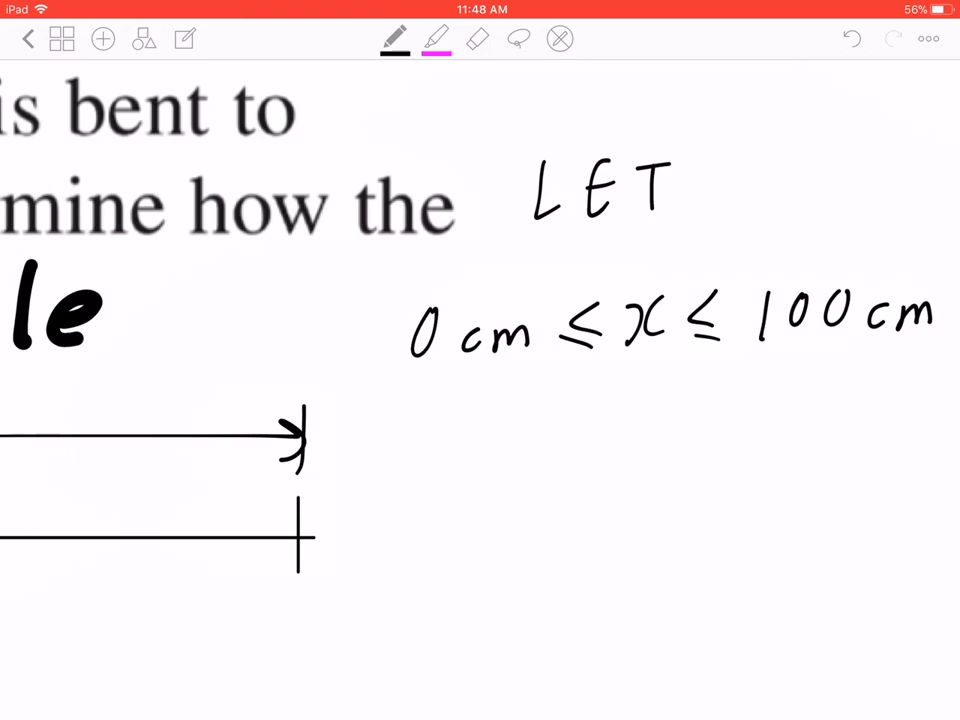 iPad 11:48 AM 56%
is bent to
mine how the
LET
le
0 cm ≤ x ≤ 100 cm